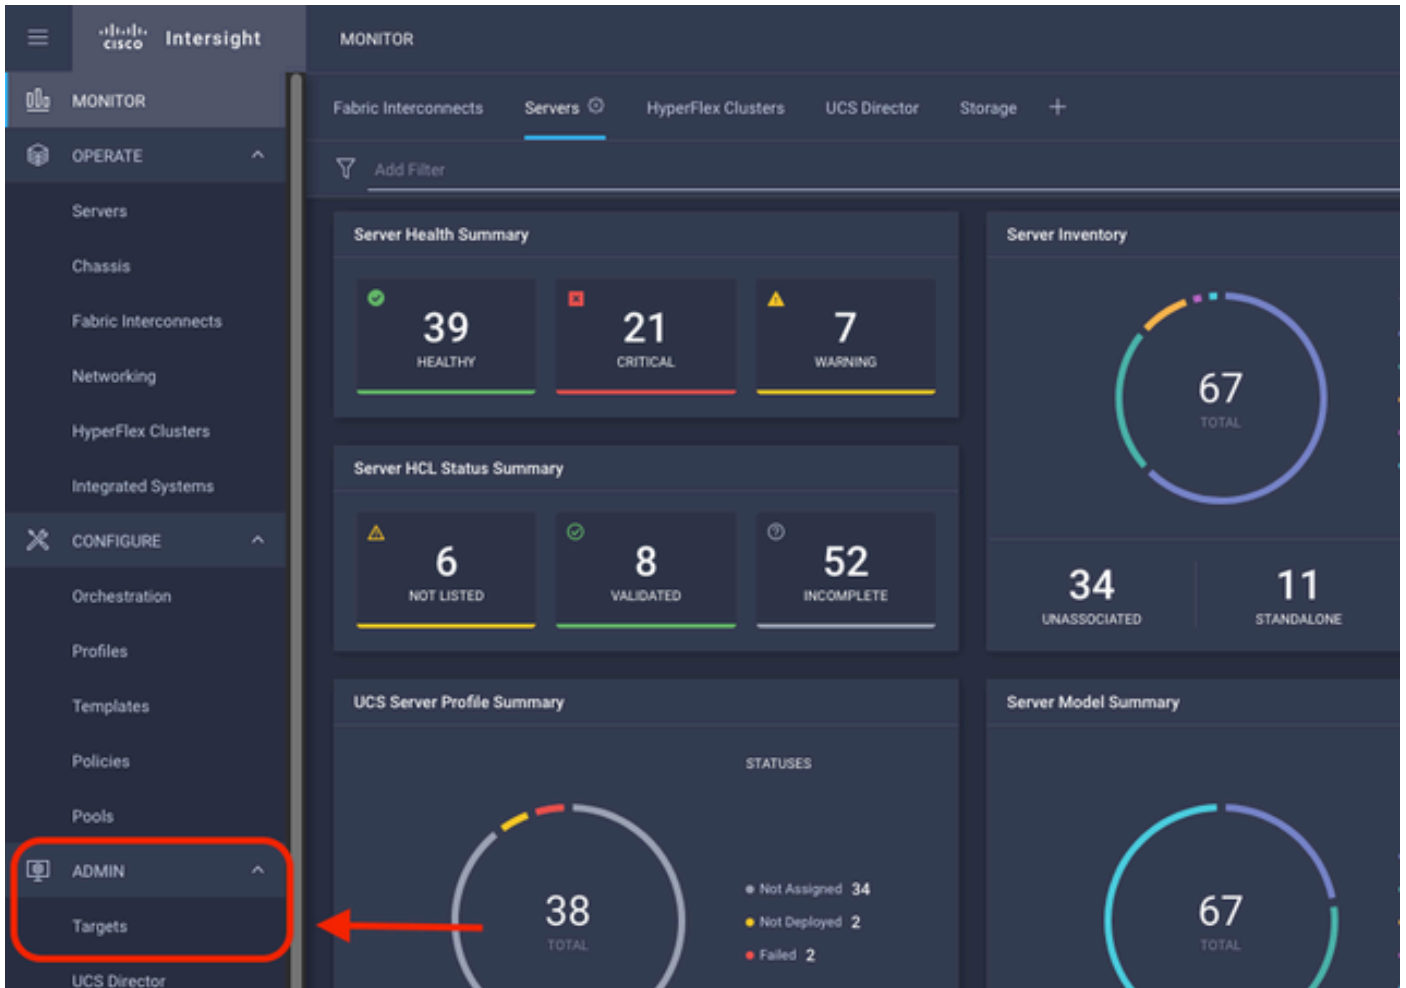 CISCO Intersight
MONITOR
MONITOR
OPERATE
Servers
Chassis
Fabric Interconnects
Networking
HyperFlex Clusters
Integrated Systems
CONFIGURE
Orchestration
Profiles
Templates
Policies
Pools
ADMIN
Targets
UCS Director
Fabric Interconnects Servers HyperFlex Clusters UCS Director Storage +
Add Filter
Server Health Summary
39
HEALTHY
21
CRITICAL
7
WARNING
Server Inventory
67
TOTAL
34
UNASSOCIATED
11
STANDALONE
Server HCL Status Summary
6
NOT LISTED
8
VALIDATED
52
INCOMPLETE
UCS Server Profile Summary
STATUSES
38
TOTAL
Not Assigned 34
Not Deployed 2
Failed 2
Server Model Summary
67
TOTAL